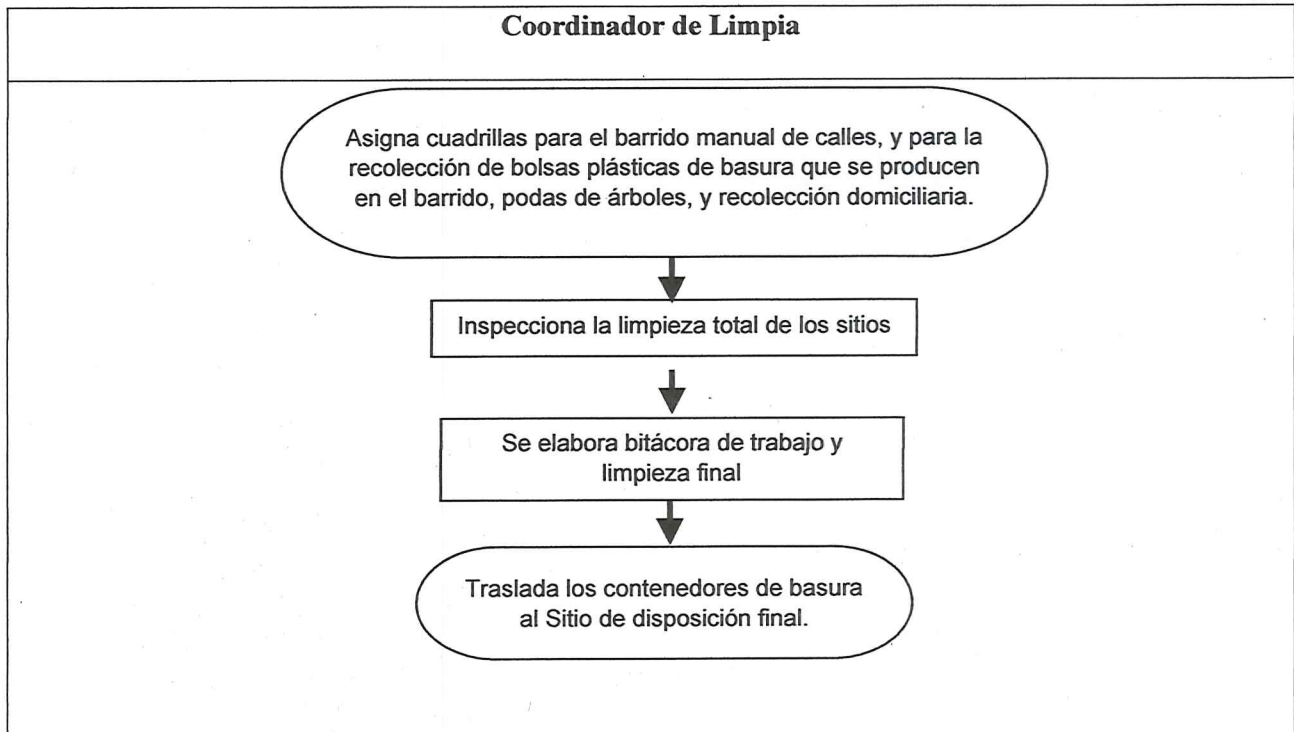 Coordinador de Limpia
Asigna cuadrillas para el barrido manual de calles, y para la
recolección de bolsas plásticas de basura que se producen
en el barrido, podas de árboles, y recolección domiciliaria.
Inspecciona la limpieza total de los sitios
Se elabora bitácora de trabajo y
limpieza final
Traslada los contenedores de basura
al Sitio de disposición final.